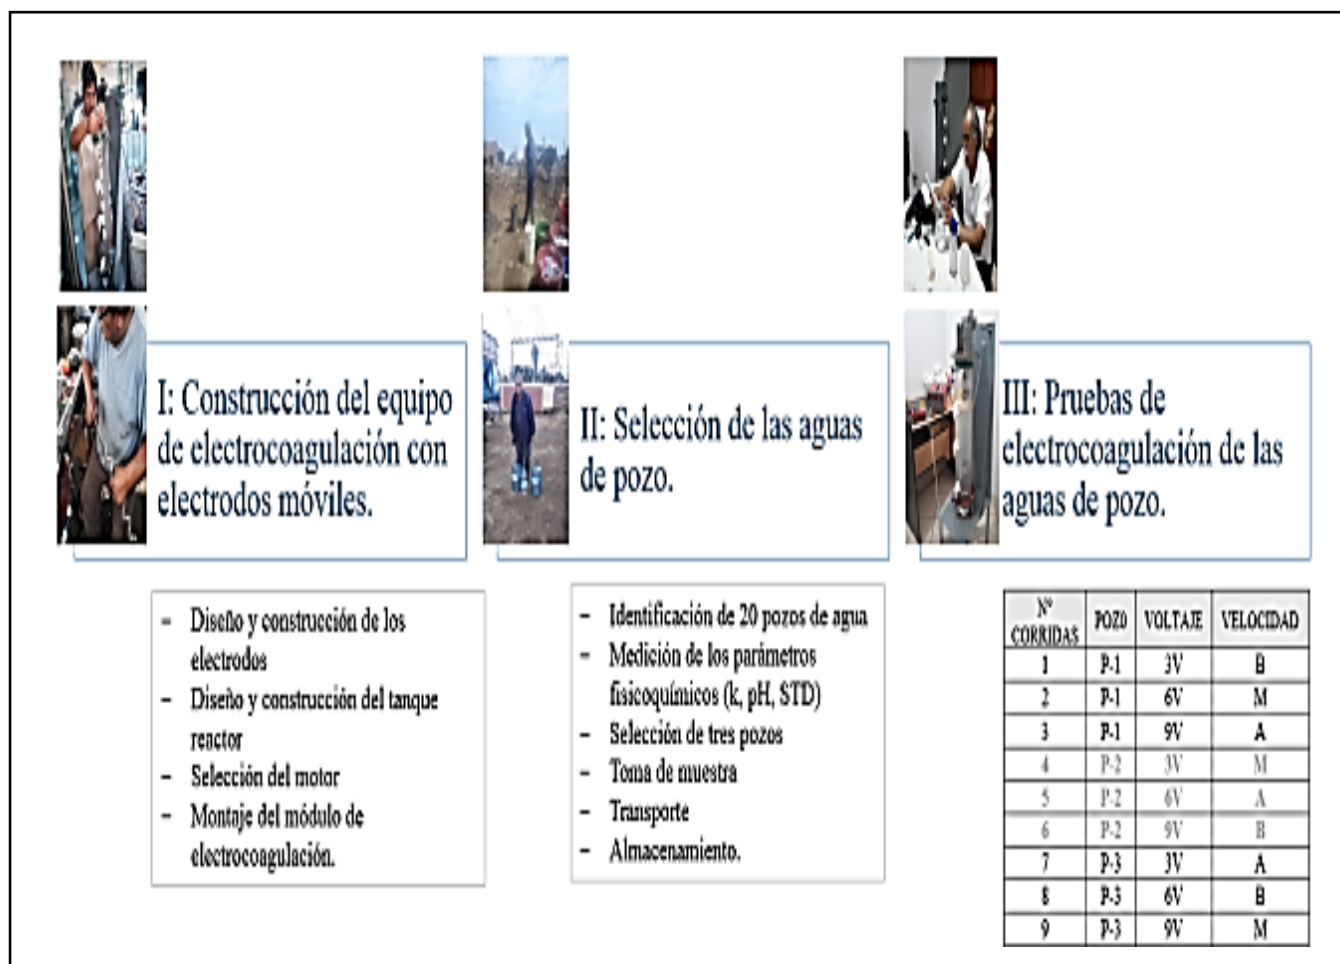 I: Construcción del equipo
de electrocoagulación con
electrodos móviles.
- Diseño y construcción de los
electrodos
- Diseño y construcción del tanque
reactor
- Selección del motor
- Montaje del módulo de
electrocoagulación.
II: Selección de las aguas
de pozo.
- Identificación de 20 pozos de agua
- Medición de los parámetros
fisicoquímicos (k, pH, STD)
- Selección de tres pozos
- Toma de muestra
- Transporte
- Almacenamiento.
III: Pruebas de
electrocoagulación de las
aguas de pozo.
N° CORRIDAS POZO VOLTAJE VELOCIDAD
1 P-1 3V B
2 P-1 6V M
3 P-1 9V A
4 P-2 3V M
5 P-2 6V A
6 P-2 9V B
7 P-3 3V A
8 P-3 6V B
9 P-3 9V M